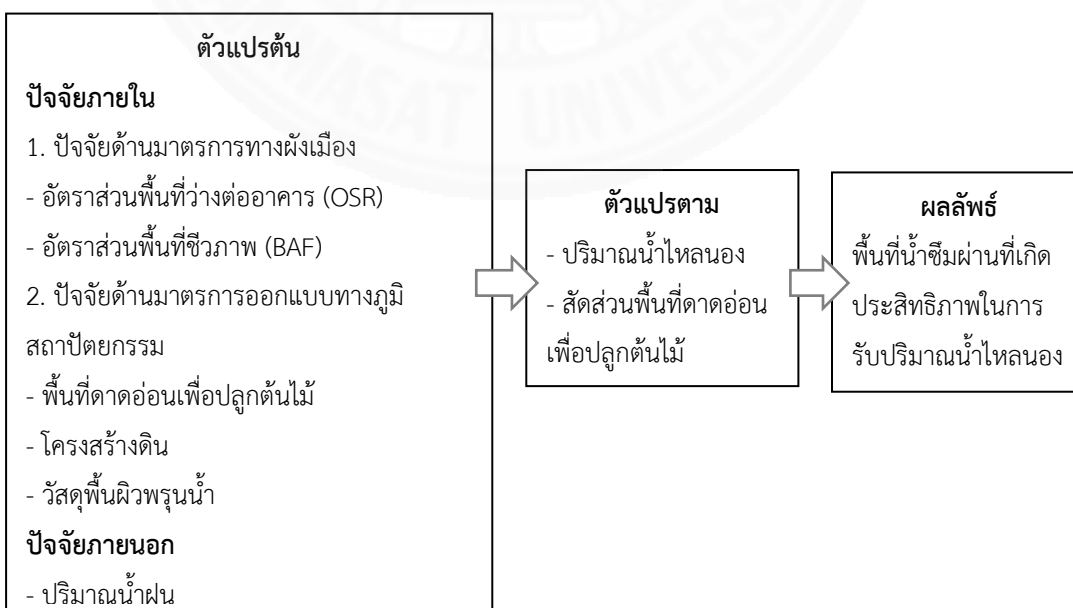 ตัวแปรต้น
ปัจจัยภายใน
1. ปัจจัยด้านมาตรการทางผังเมือง
- อัตราส่วนพื้นที่ว่างต่ออาคาร (OSR)
- อัตราส่วนพื้นที่ชีวภาพ (BAF)
2. ปัจจัยด้านมาตรการออกแบบทางภูมิ
สถาปัตยกรรม
- พื้นที่ดาดอ่อนเพื่อปลูกต้นไม้
- โครงสร้างดิน
- วัสดุพื้นผิวพรุนน้ำ
ปัจจัยภายนอก
- ปริมาณน้ำฝน
ตัวแปรตาม
- ปริมาณน้ำไหลนอง
- สัดส่วนพื้นที่ดาดอ่อน
เพื่อปลูกต้นไม้
ผลลัพธ์
พื้นที่น้ำซึมผ่านที่เกิด
ประสิทธิภาพในการ
รับปริมาณน้ำไหลนอง